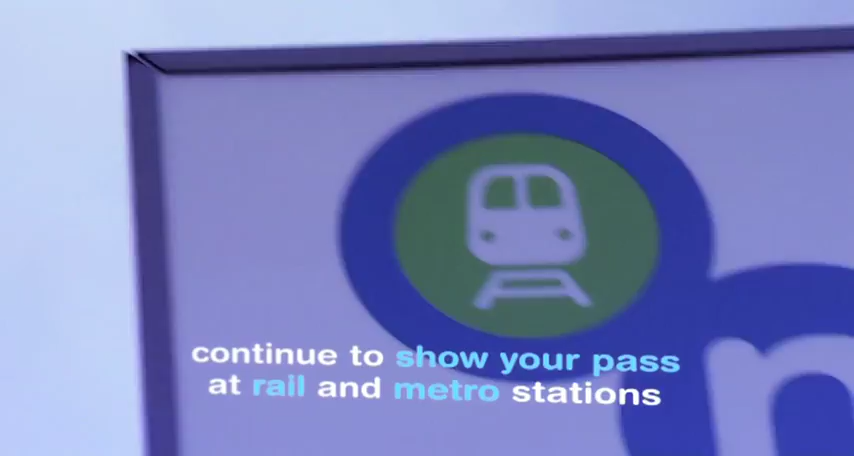 continue to show your pass
at rail and metro stations
n